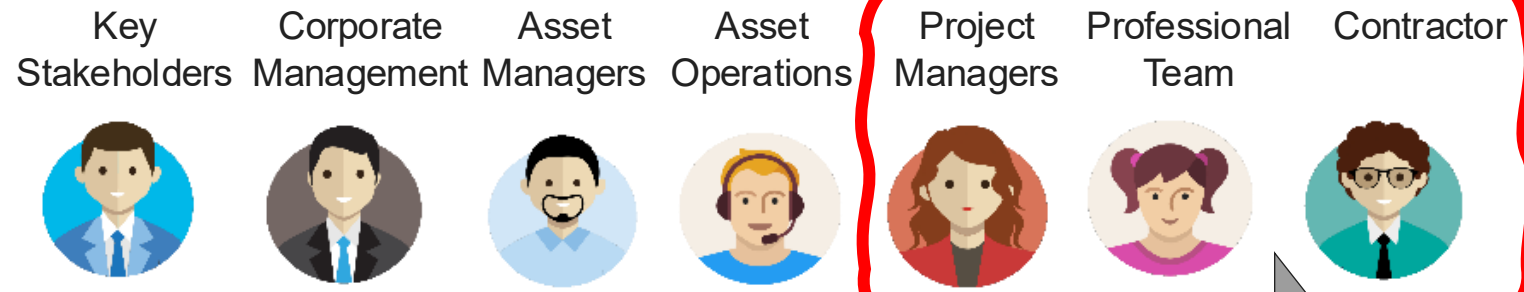 Key Stakeholders
Corporate Management
Asset Managers
Asset Operations
Project Managers
Professional Team
Contractor